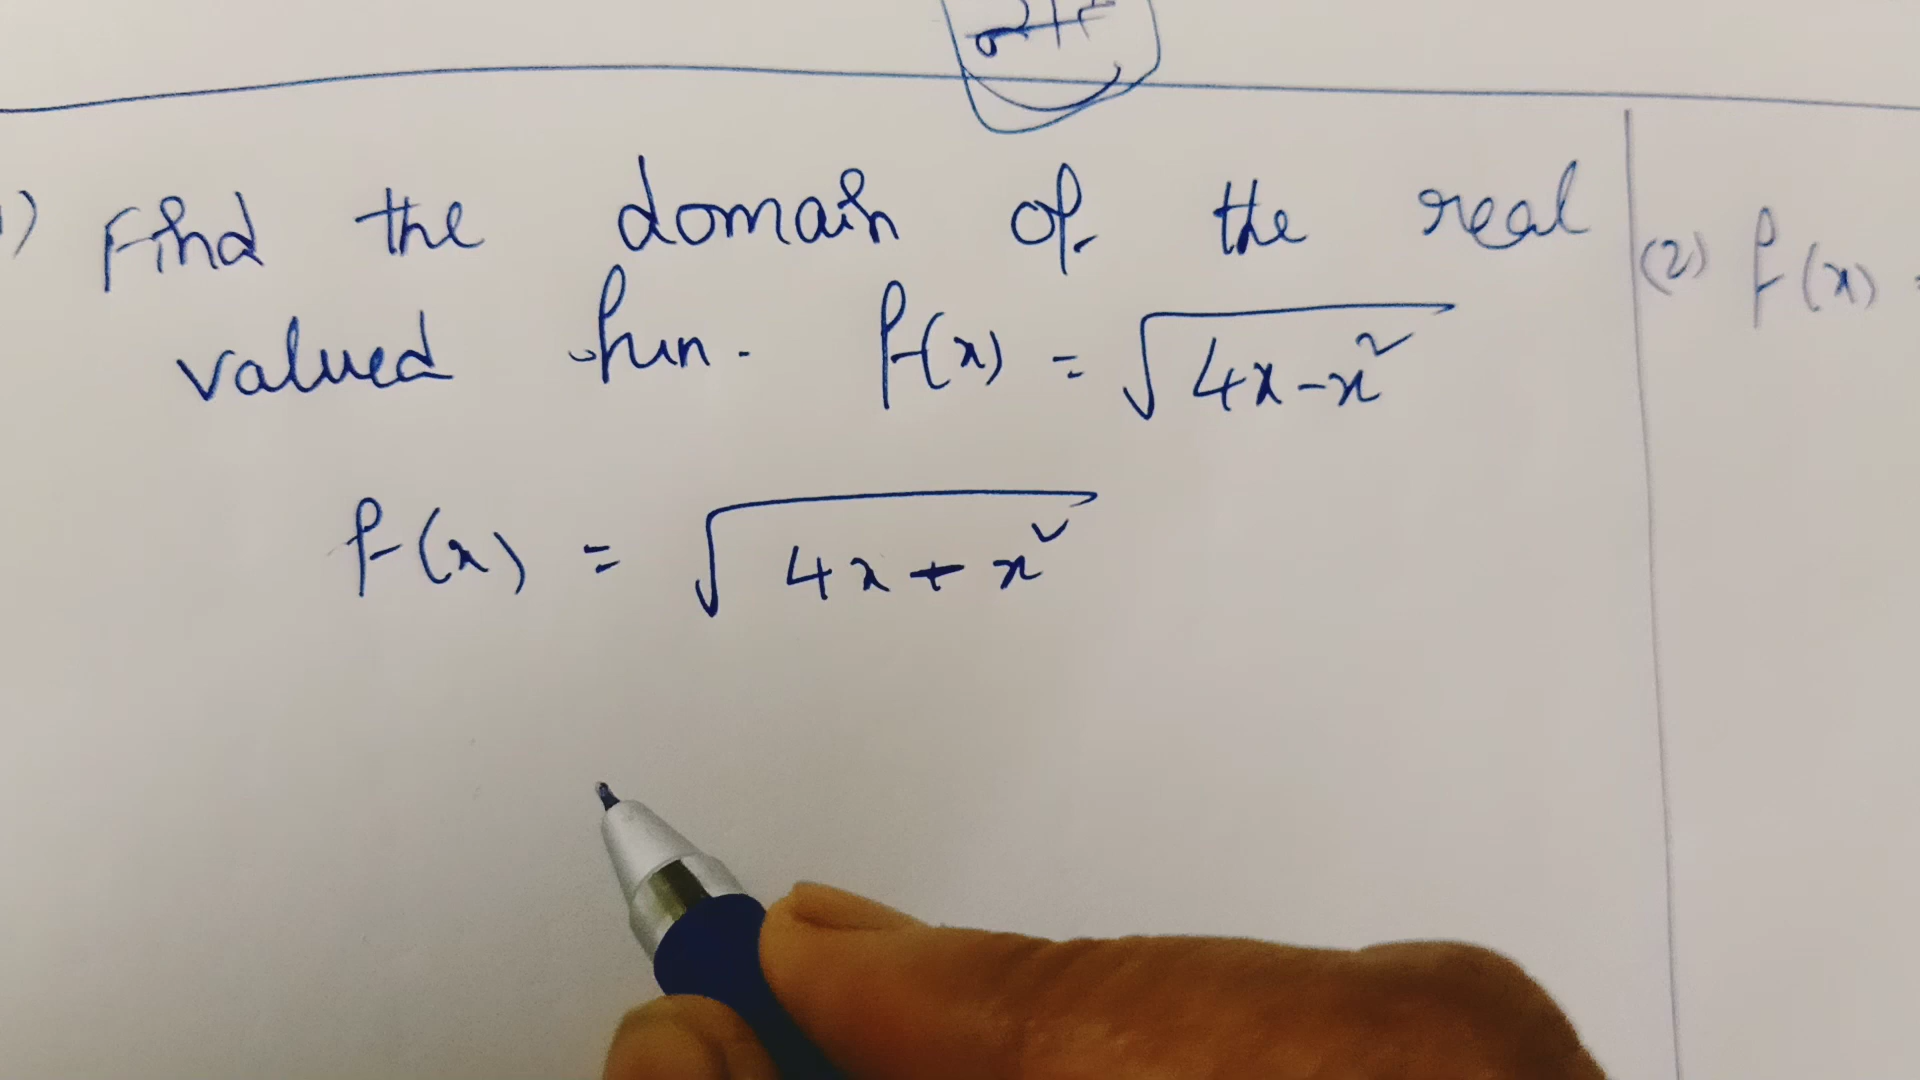 1) Find the domain of the real
valued fun. f(x) = √4x-x²
f(x) = √4x+x²
(2) f(x) =